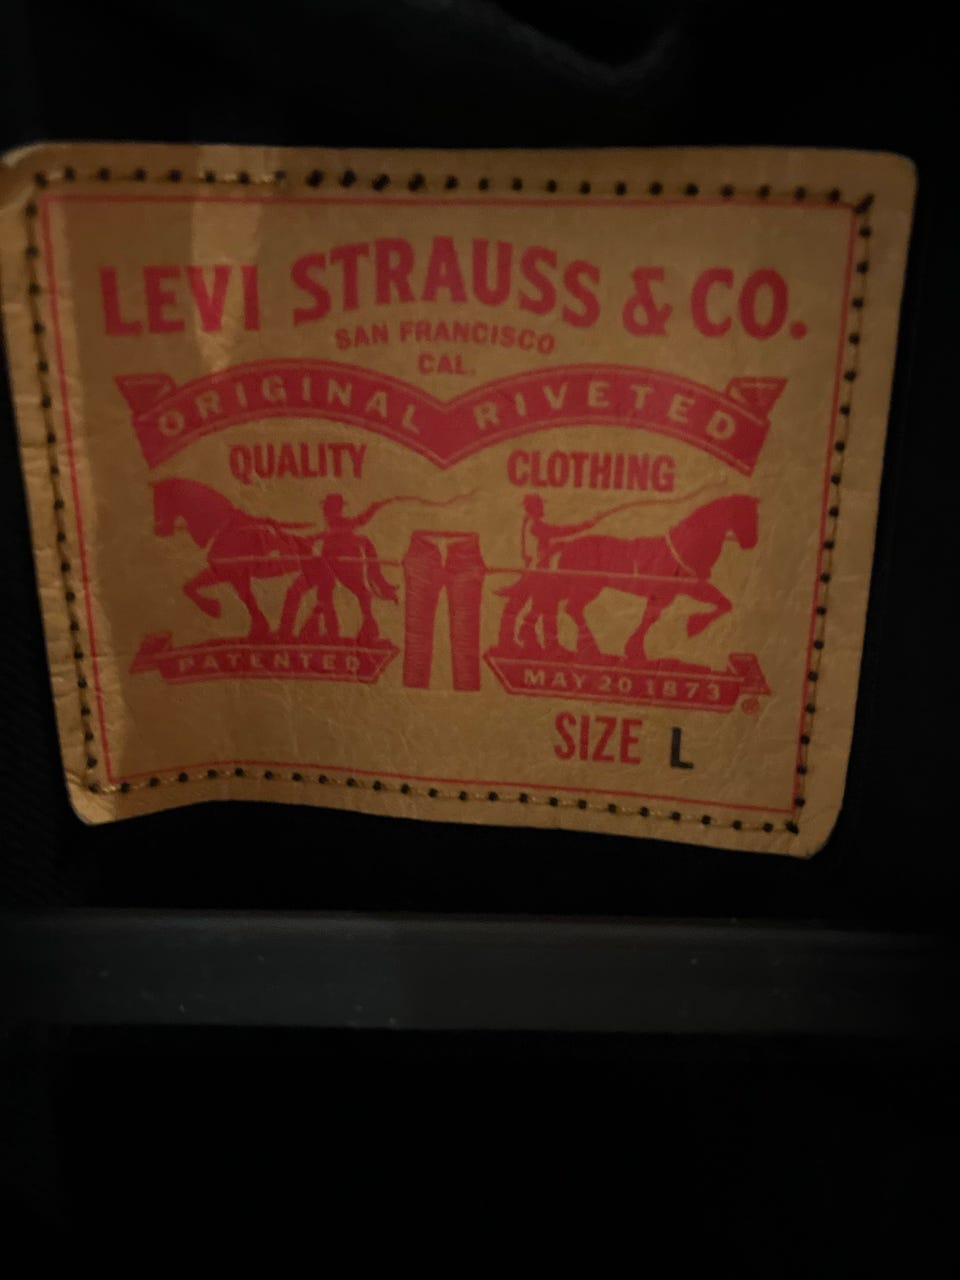 LEVI STRAUSS & CO.
SAN FRANCISCO
CAL.
ORIGINAL RIVETED
QUALITY CLOTHING
PATENTED MAY 20 1873
®
SIZE L